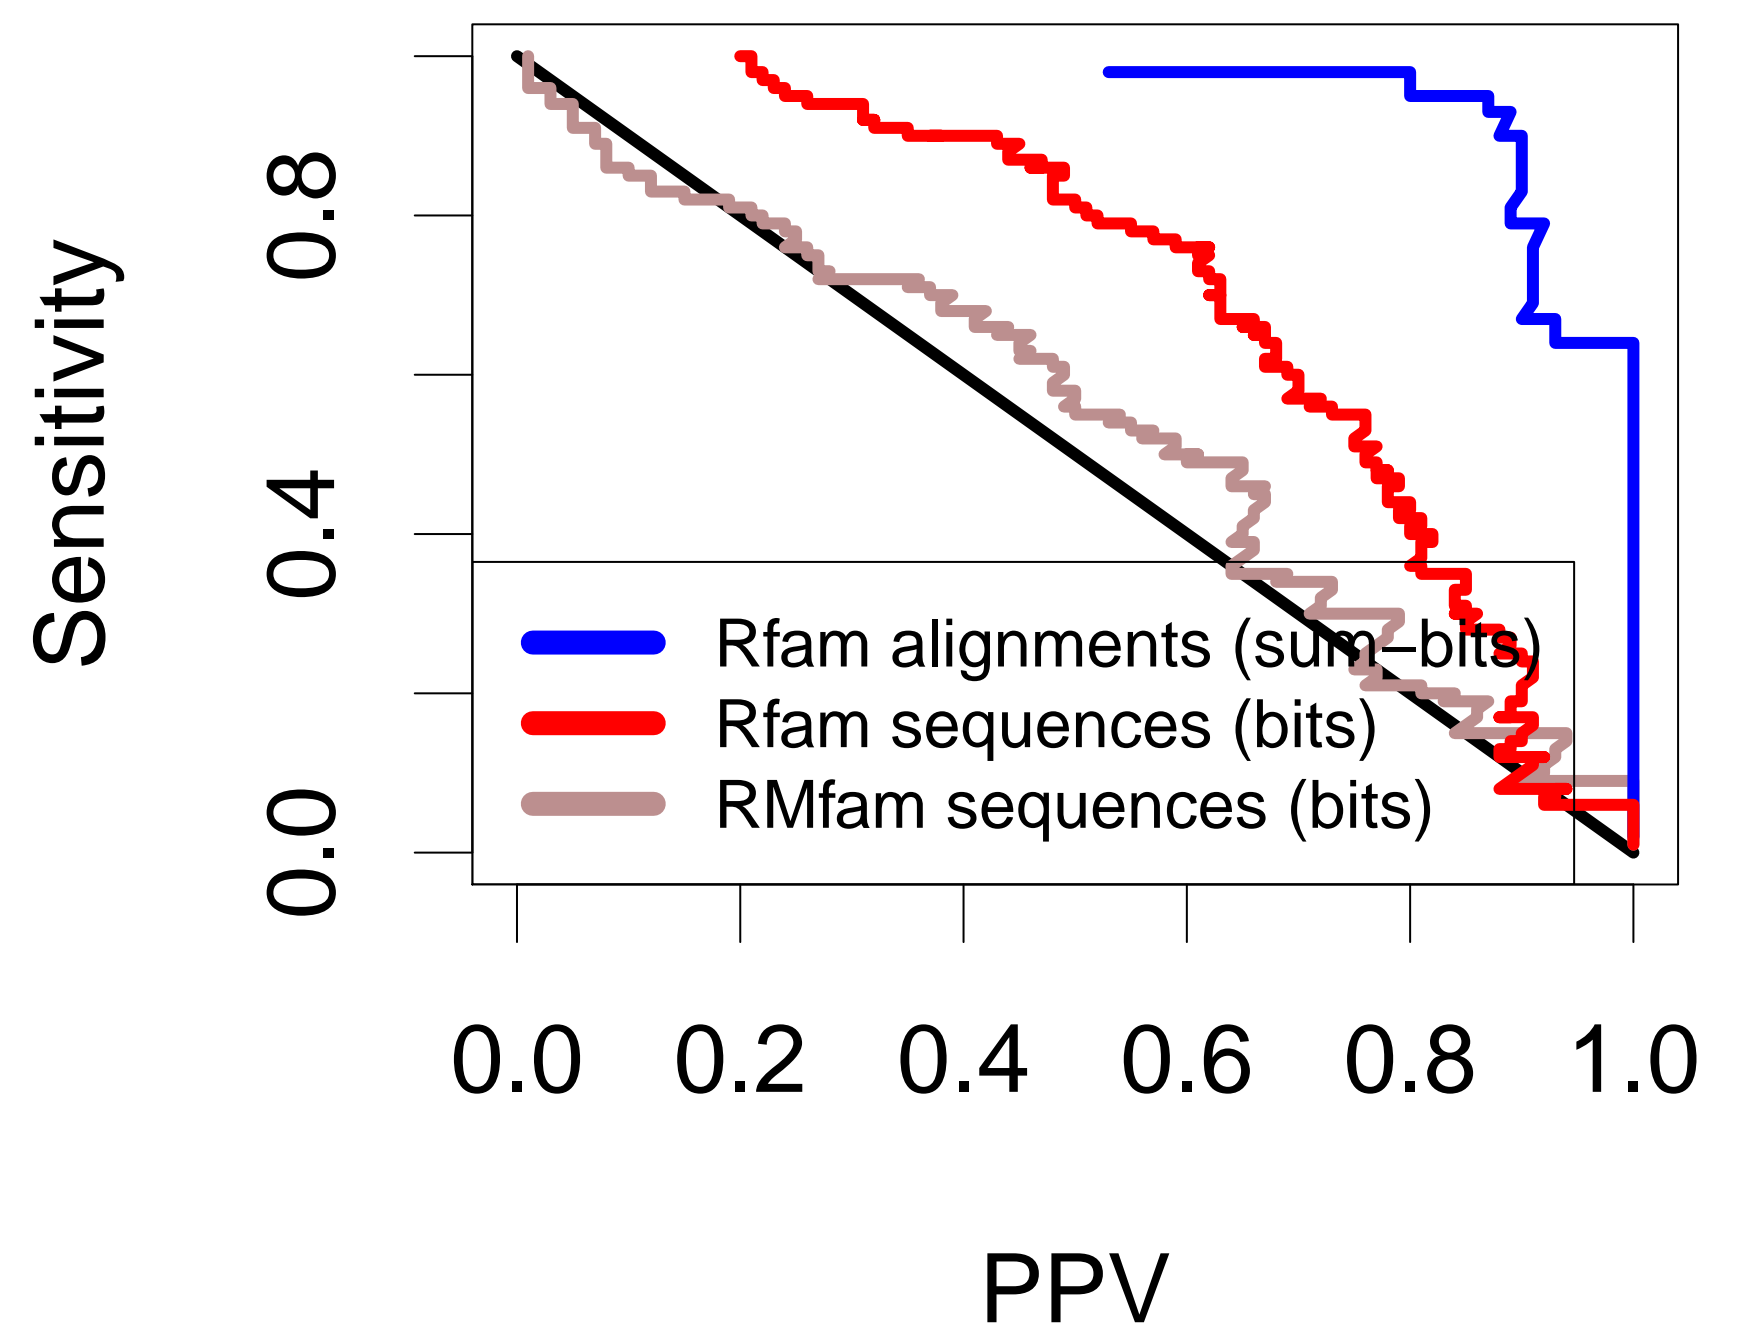 Sensitivity
0.8
0.4
0.0
Rfam alignments (sum−bits)
Rfam sequences (bits)
RMfam sequences (bits)
0.0 0.2 0.4 0.6 0.8 1.0
PPV